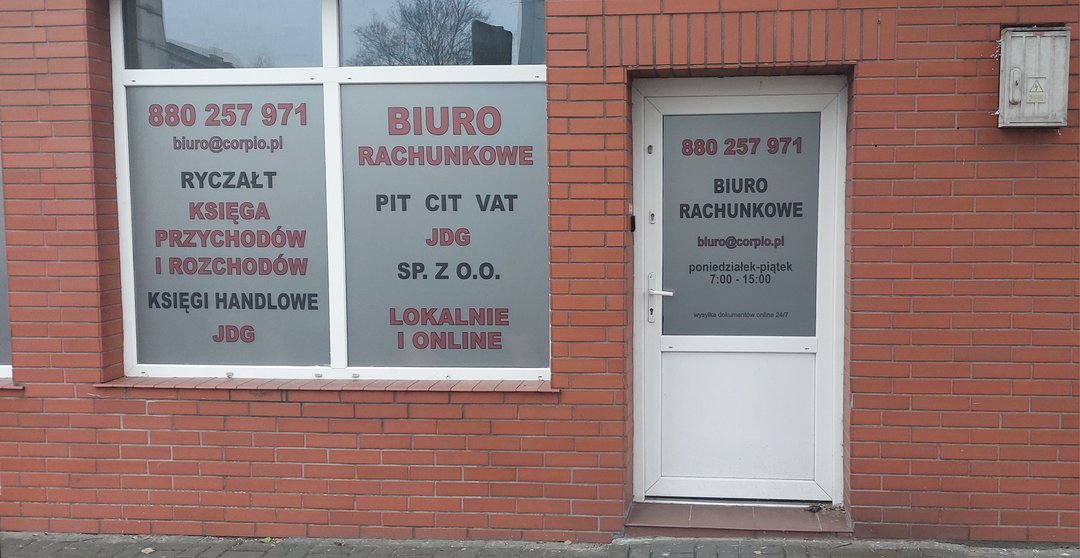 880 257 971
biuro@corpio.pl
RYCZAŁT
KSIĘGA
PRZYCHODÓW
I ROZCHODÓW
KSIĘGI HANDLOWE
JDG
BIURO
RACHUNKOWE
PIT CIT VAT
JDG
SP. Z O.O.
LOKALNIE
I ONLINE
880 257 971
BIURO
RACHUNKOWE
biuro@corpio.pl
poniedziałek-piątek
7:00 - 15:00
wysyłka dokumentów online 24/7